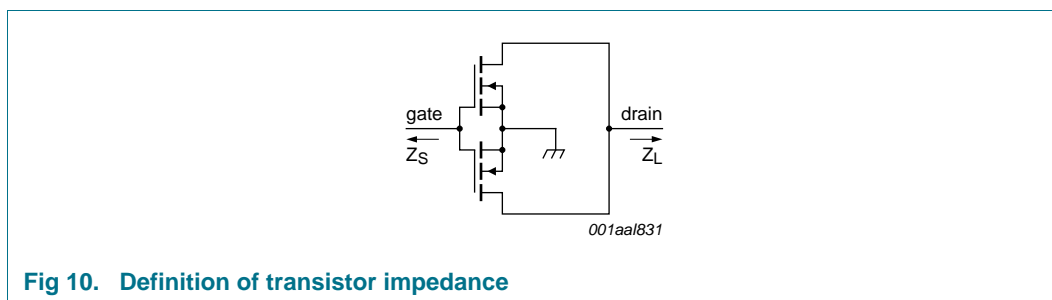 gate
drain
Z_S
Z_L
001aal831
Fig 10. Definition of transistor impedance